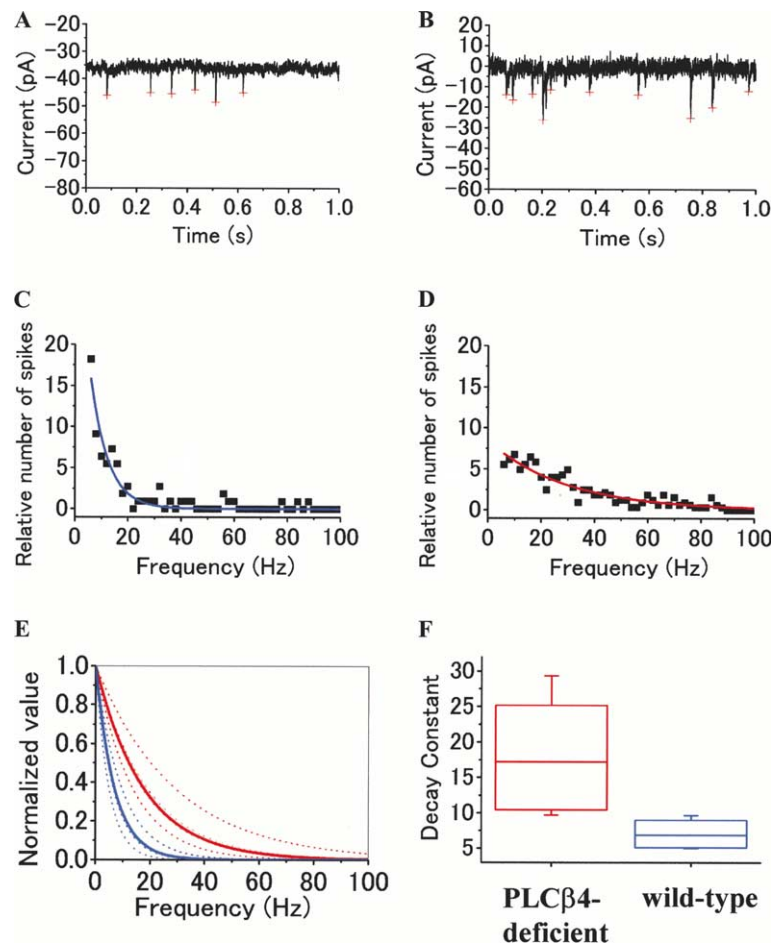 A
Current (pA)
-20
-30
-40
-50
-60
-70
-80
0.0 0.2 0.4 0.6 0.8 1.0
Time (s)
B
Current (pA)
20
10
0
-10
-20
-30
-40
-50
-60
0.0 0.2 0.4 0.6 0.8 1.0
Time (s)
C
Relative number of spikes
20
15
10
5
0
0 20 40 60 80 100
Frequency (Hz)
D
Relative number of spikes
20
15
10
5
0
0 20 40 60 80 100
Frequency (Hz)
E
Normalized value
1.0
0.8
0.6
0.4
0.2
0.0
0 20 40 60 80 100
Frequency (Hz)
F
Decay Constant
30
25
20
15
10
5
PLCβ4-
deficient
wild-type